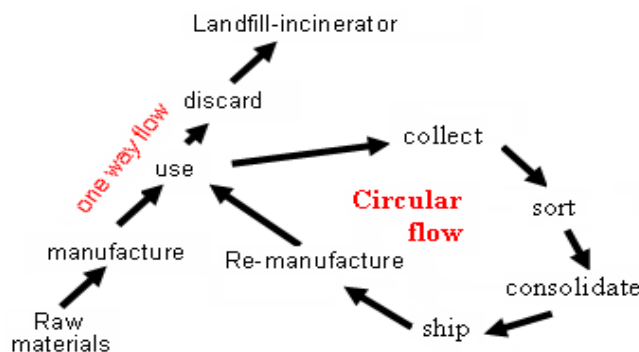 Landfill-incinerator
discard
one way flow
use
collect
manufacture
Circular
flow
sort
Re-manufacture
consolidate
Raw
materials
ship